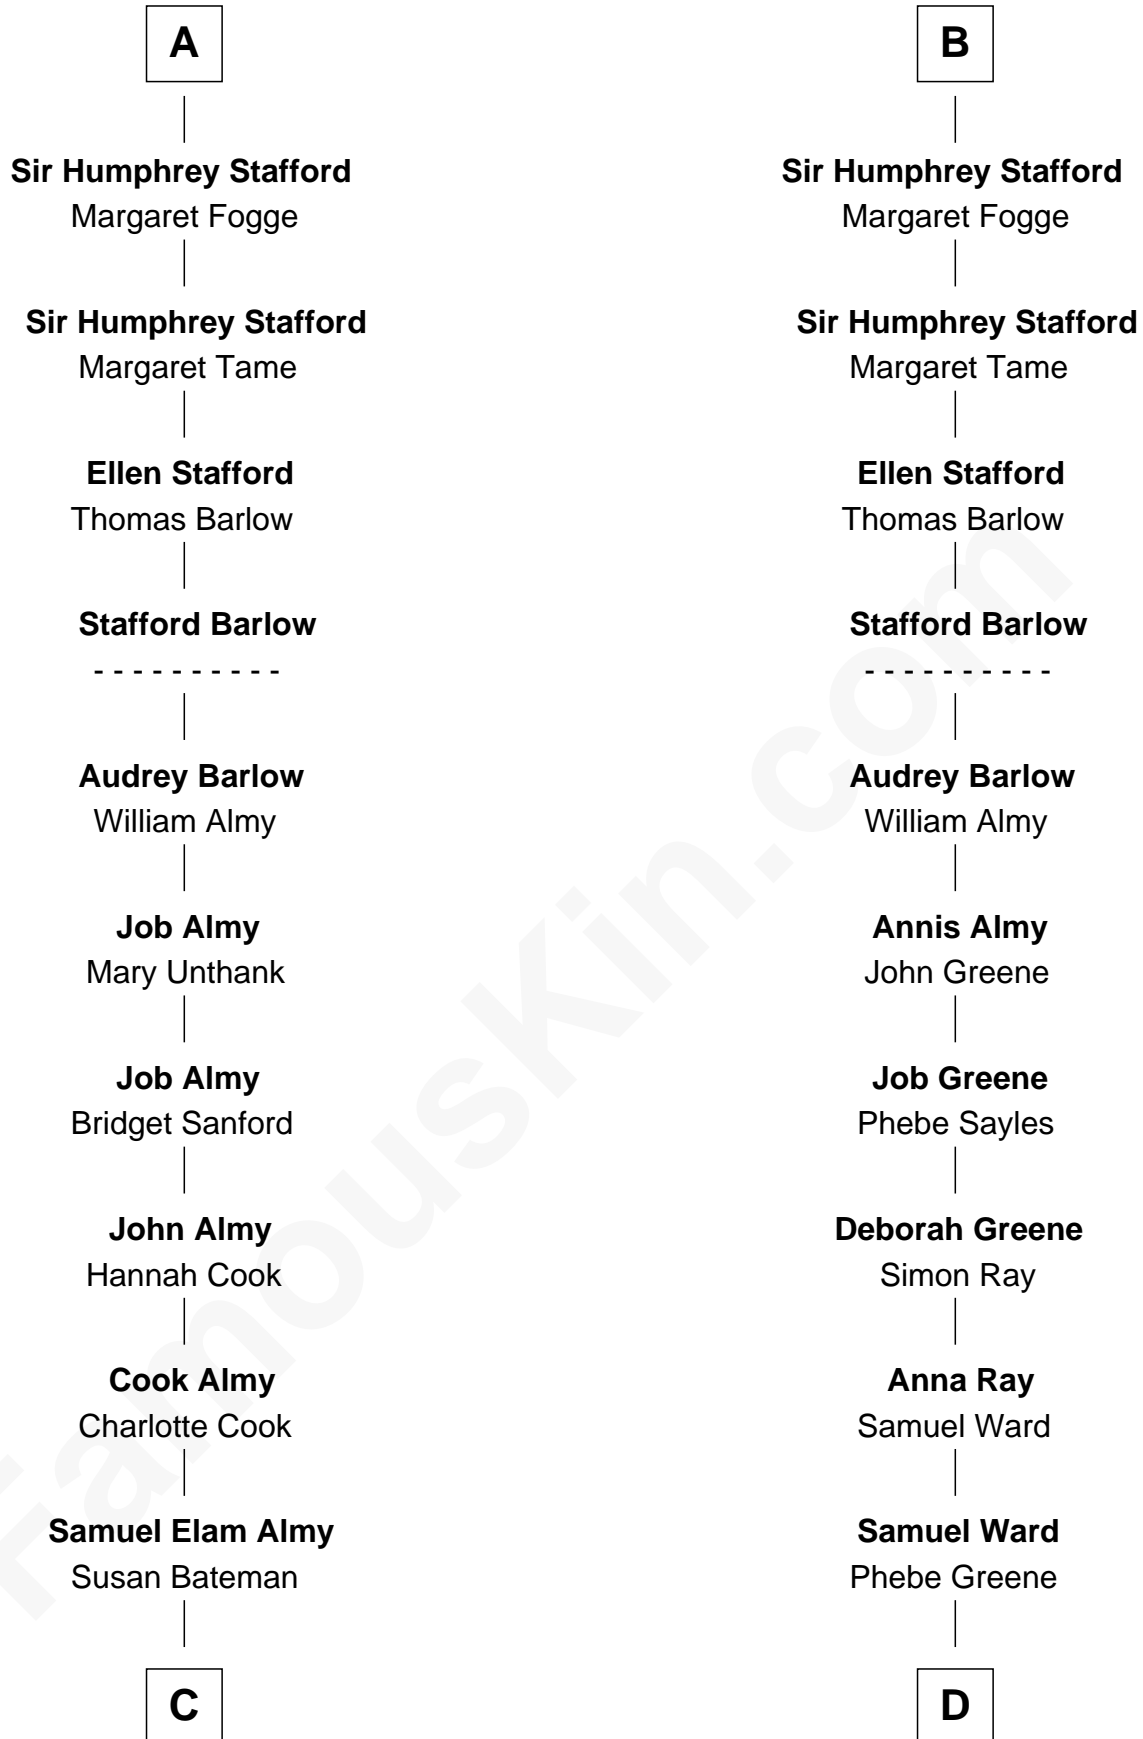 A
Sir Humphrey Stafford
Margaret Fogge
Sir Humphrey Stafford
Margaret Tame
Ellen Stafford
Thomas Barlow
Stafford Barlow
- - - - - - - - - -
Audrey Barlow
William Almy
Job Almy
Mary Unthank
Job Almy
Bridget Sanford
John Almy
Hannah Cook
Cook Almy
Charlotte Cook
Samuel Elam Almy
Susan Bateman
C
B
Sir Humphrey Stafford
Margaret Fogge
Sir Humphrey Stafford
Margaret Tame
Ellen Stafford
Thomas Barlow
Stafford Barlow
- - - - - - - - - -
Audrey Barlow
William Almy
Annis Almy
John Greene
Job Greene
Phebe Sayles
Deborah Greene
Simon Ray
Anna Ray
Samuel Ward
Samuel Ward
Phebe Greene
D
FamousKin.com